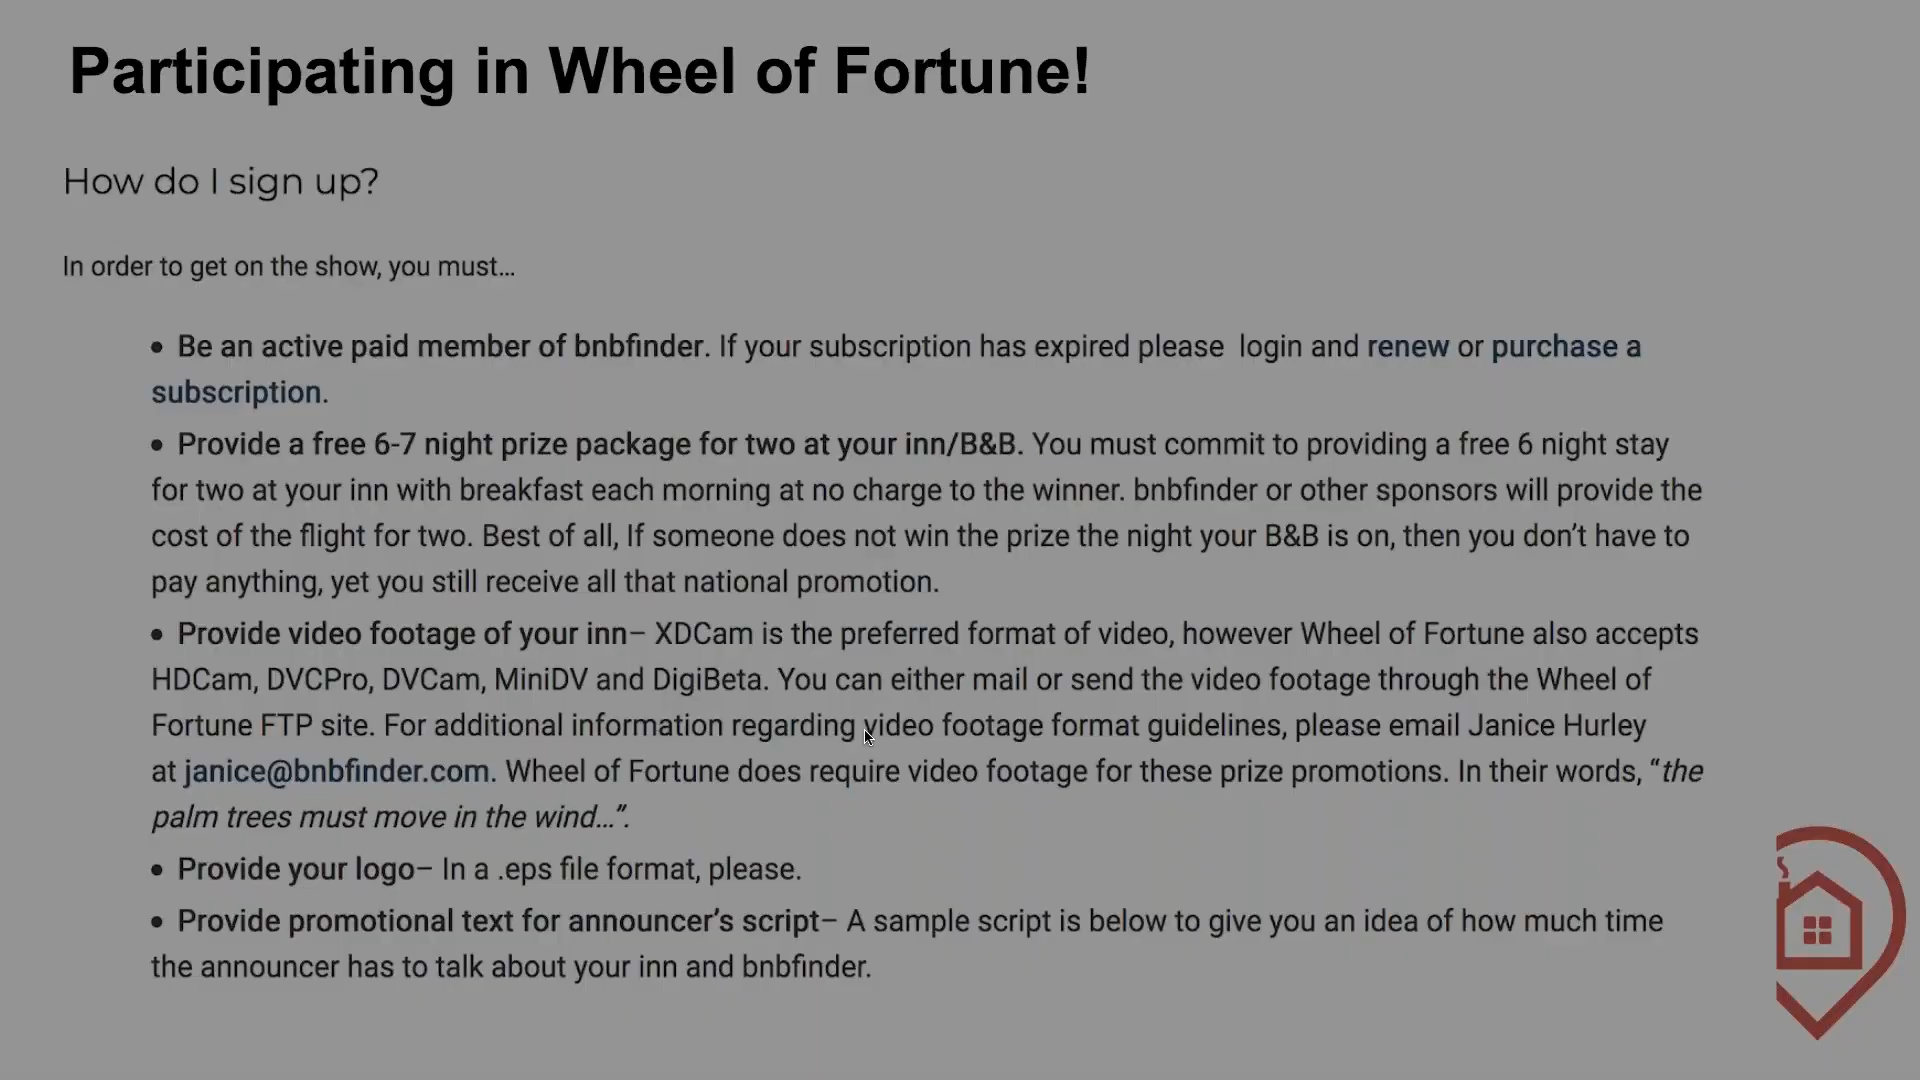 Participating in Wheel of Fortune!
How do I sign up?
In order to get on the show, you must…
• Be an active paid member of bnbfinder. If your subscription has expired please  login and renew or purchase a
subscription.
• Provide a free 6-7 night prize package for two at your inn/B&B. You must commit to providing a free 6 night stay
for two at your inn with breakfast each morning at no charge to the winner. bnbfinder or other sponsors will provide the
cost of the flight for two. Best of all, If someone does not win the prize the night your B&B is on, then you don’t have to
pay anything, yet you still receive all that national promotion.
• Provide video footage of your inn– XDCam is the preferred format of video, however Wheel of Fortune also accepts
HDCam, DVCPro, DVCam, MiniDV and DigiBeta. You can either mail or send the video footage through the Wheel of
Fortune FTP site. For additional information regarding video footage format guidelines, please email Janice Hurley
at janice@bnbfinder.com. Wheel of Fortune does require video footage for these prize promotions. In their words, “the
palm trees must move in the wind…”.
• Provide your logo– In a .eps file format, please.
• Provide promotional text for announcer’s script– A sample script is below to give you an idea of how much time
the announcer has to talk about your inn and bnbfinder.